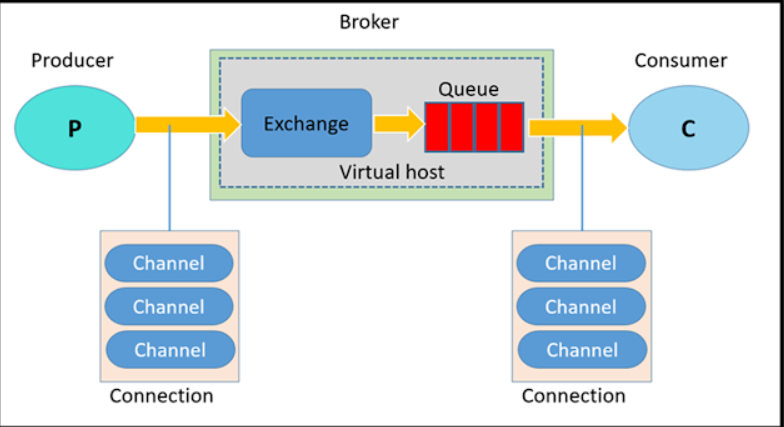 Broker
Producer
Consumer
P
Exchange
Queue
C
Virtual host
Channel
Channel
Channel
Connection
Channel
Channel
Channel
Connection